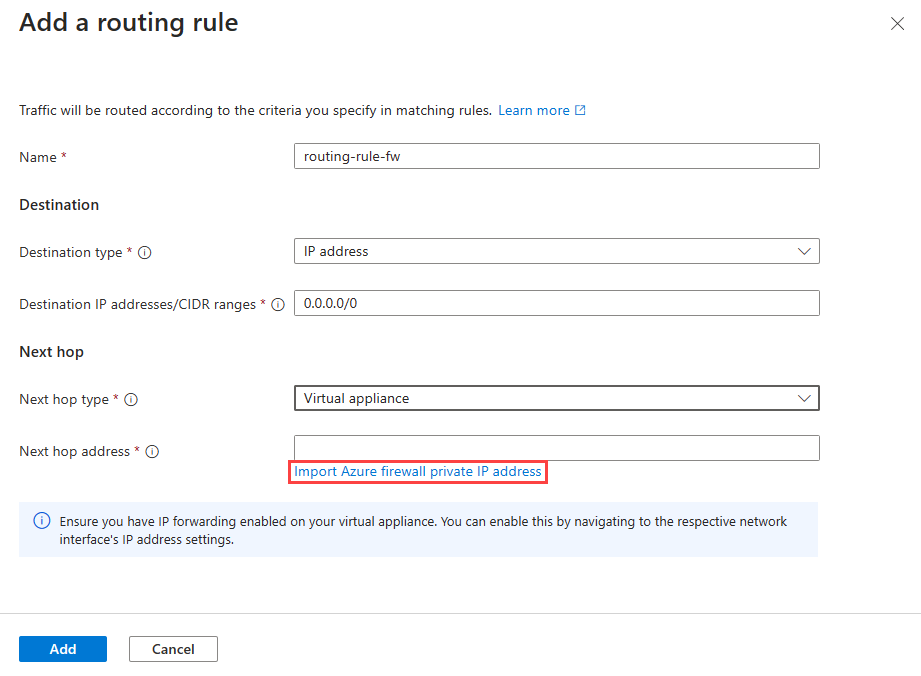 Add a routing rule
Traffic will be routed according to the criteria you specify in matching rules. Learn more
Name *
routing-rule-fw
Destination
Destination type *
IP address
Destination IP addresses/CIDR ranges *
0.0.0.0/0
Next hop
Next hop type *
Virtual appliance
Next hop address *
Import Azure firewall private IP address
Ensure you have IP forwarding enabled on your virtual appliance. You can enable this by navigating to the respective network
interface's IP address settings.
Add
Cancel